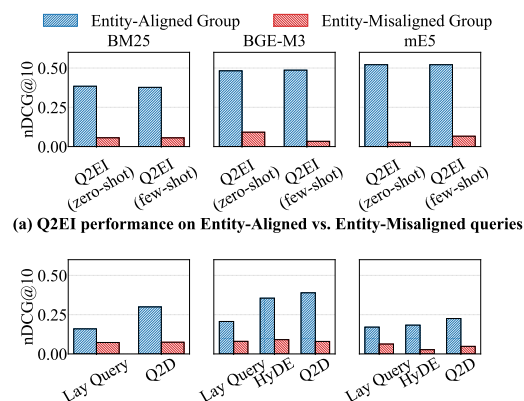 Entity-Aligned Group Entity-Misaligned Group
BM25 BGE-M3 mE5
nDCG@10
0.50
0.25
0.00
Q2EI (zero-shot) Q2EI (few-shot) Q2EI (zero-shot) Q2EI (few-shot) Q2EI (zero-shot) Q2EI (few-shot)
(a) Q2EI performance on Entity-Aligned vs. Entity-Misaligned queries
nDCG@10
0.50
0.25
0.00
Lay Query Q2D Lay Query HyDE Q2D Lay Query HyDE Q2D